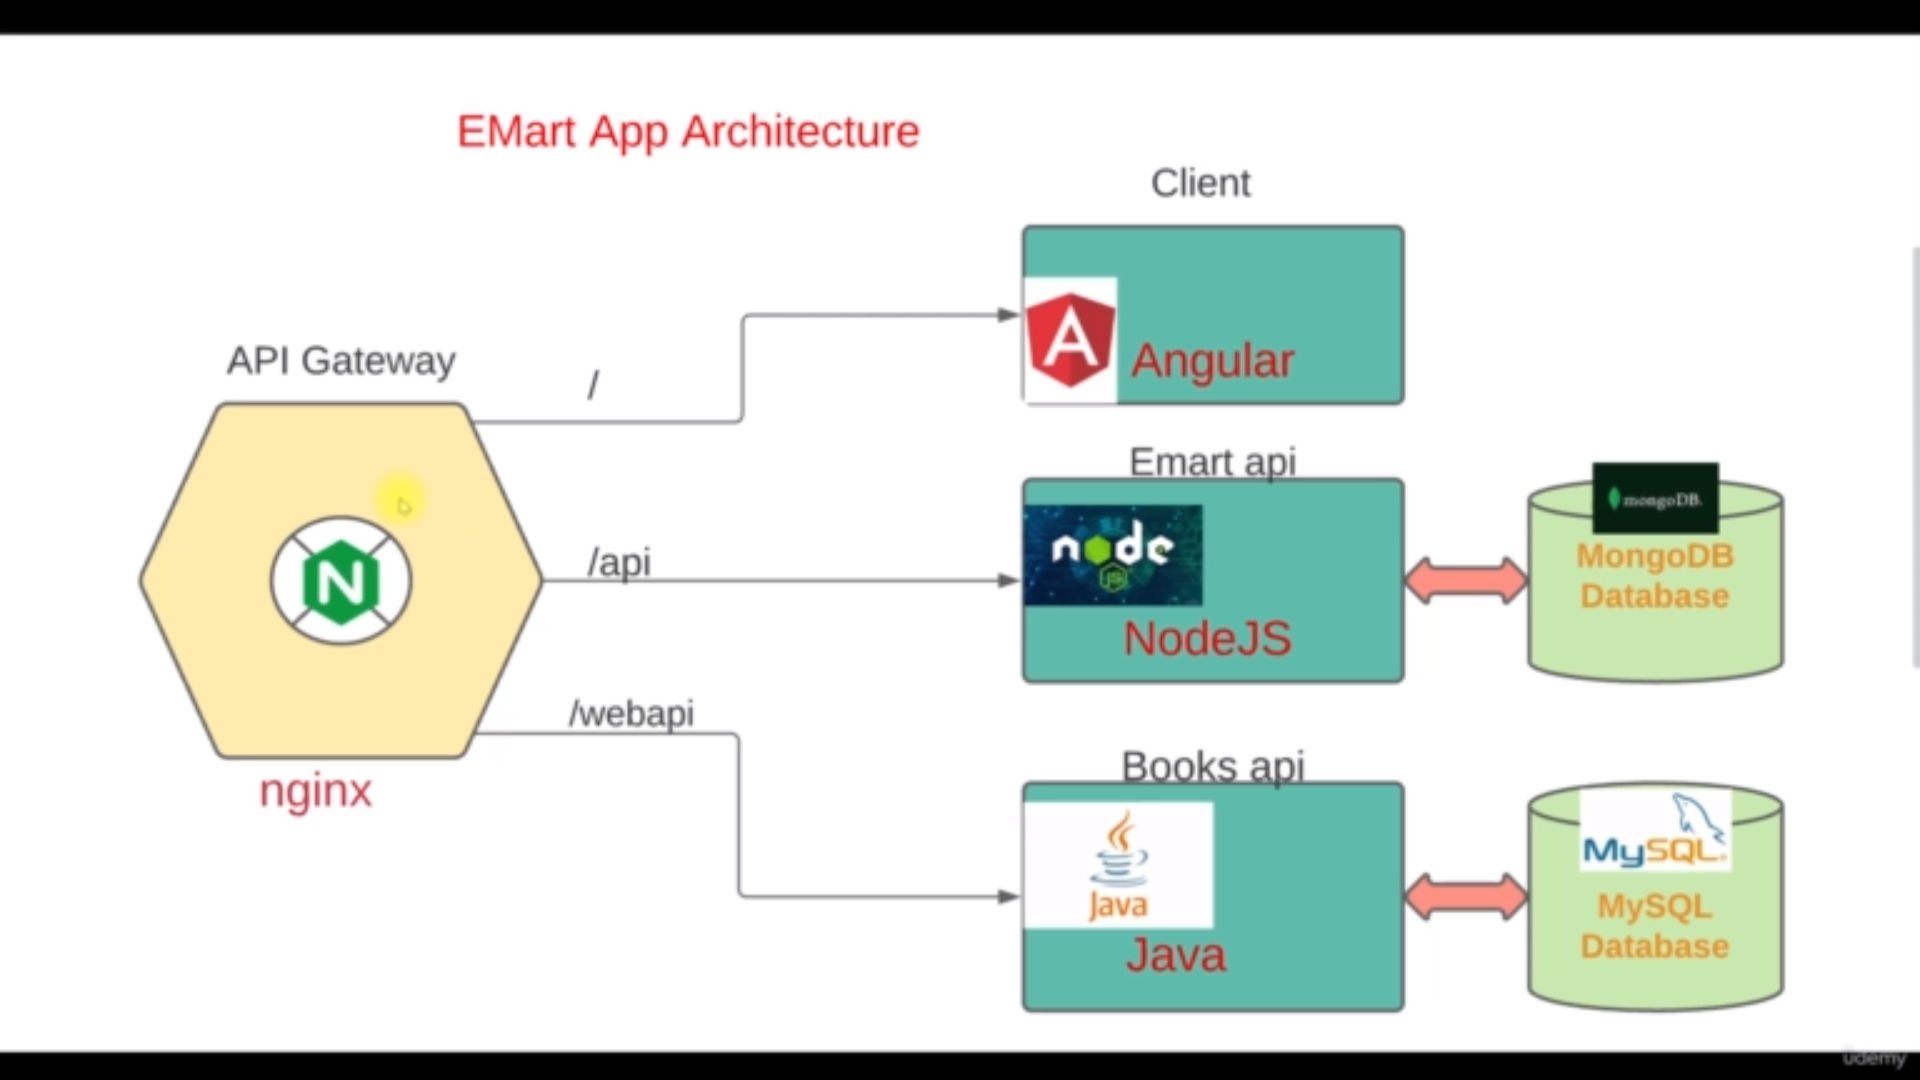 EMart App Architecture
Client
Angular
API Gateway
/
Emart api
node
JS
NodeJS
mongoDB.
MongoDB
Database
/api
/webapi
nginx
N
Books api
Java
Java
MySQL.
MySQL
Database
udemy